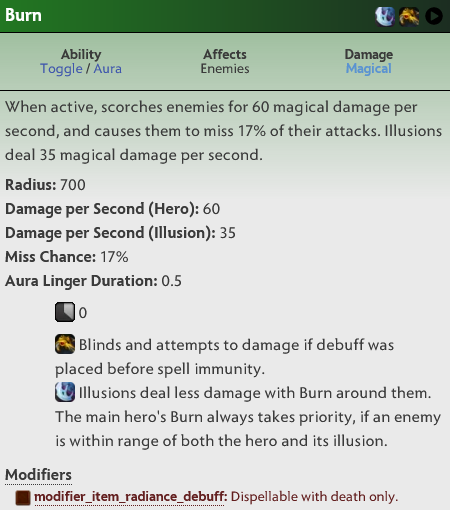 Burn
Ability Affects Damage
Toggle / Aura Enemies Magical
When active, scorches enemies for 60 magical damage per
second, and causes them to miss 17% of their attacks. Illusions
deal 35 magical damage per second.
Radius: 700
Damage per Second (Hero): 60
Damage per Second (Illusion): 35
Miss Chance: 17%
Aura Linger Duration: 0.5
0
Blinds and attempts to damage if debuff was
placed before spell immunity.
Illusions deal less damage with Burn around them.
The main hero's Burn always takes priority, if an enemy
is within range of both the hero and its illusion.
Modifiers
modifier_item_radiance_debuff: Dispellable with death only.